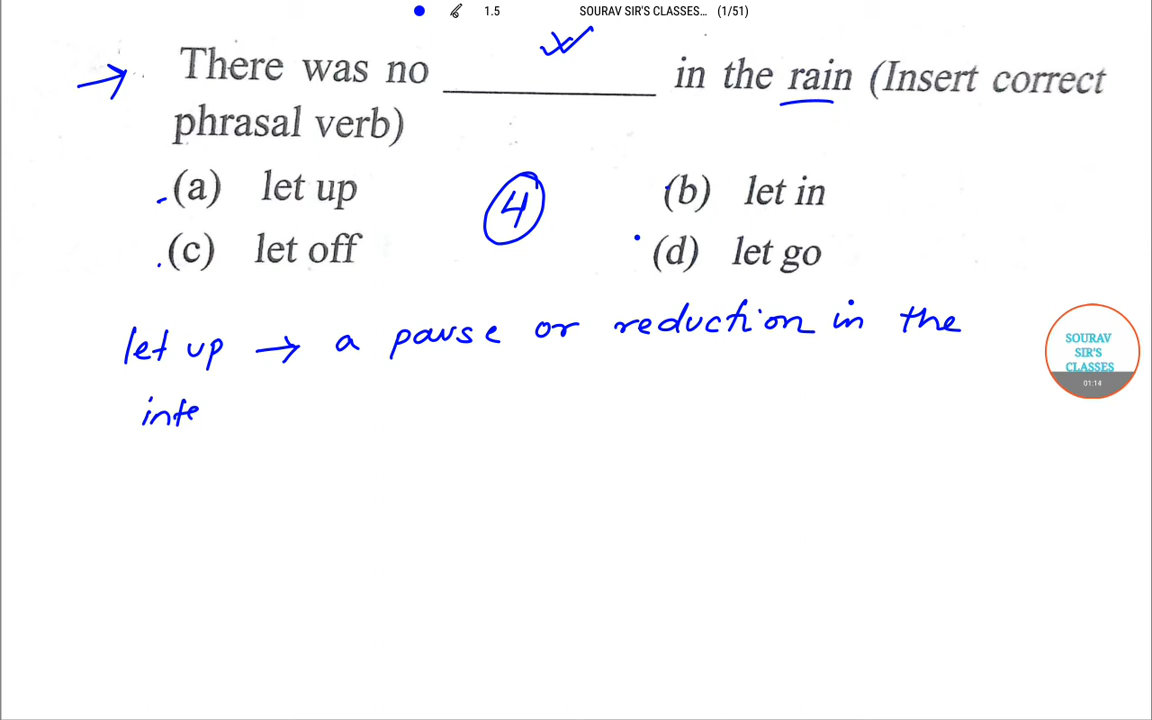 1.5 SOURAV SIR'S CLASSES... (1/51)
There was no __________ in the rain (Insert correct
phrasal verb)
(a) let up
(b) let in
4
(c) let off
(d) let go
let up → a pause or reduction in the
inte
SOURAV
SIR'S
CLASSES
01:14